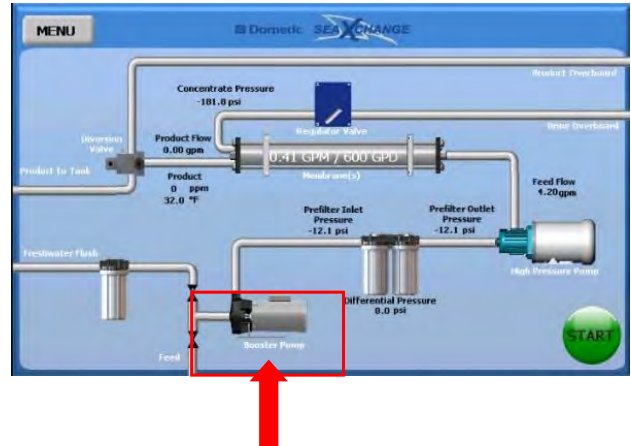 MENU
Dometic SEAXCHANGE
Product Overboard
Concentrate Pressure
-181.8 psi
Brine Overboard
Regulator Valve
Diversion
Valve
Product Flow
0.00 gpm
0.41 GPM / 600 GPD
Membrane(s)
Product to Tank
Product
0 ppm
32.0 °F
Feed Flow
4.20gpm
Prefilter Inlet
Pressure
-12.1 psi
Prefilter Outlet
Pressure
-12.1 psi
Freshwater Flush
High Pressure Pump
Differential Pressure
0.0 psi
START
Booster Pump
Feed